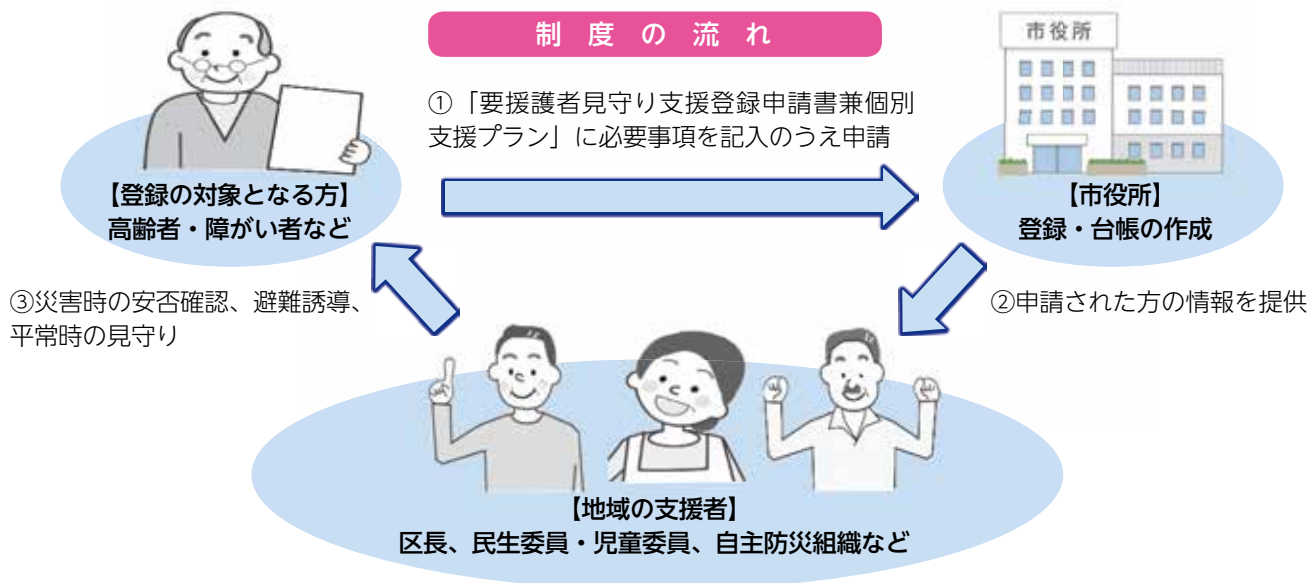 制度の流れ
市役所
①「要援護者見守り支援登録申請書兼個別
支援プラン」に必要事項を記入のうえ申請
【登録の対象となる方】
高齢者・障がい者など
【市役所】
登録・台帳の作成
③災害時の安否確認、避難誘導、
平常時の見守り
②申請された方の情報を提供
【地域の支援者】
区長、民生委員・児童委員、自主防災組織など